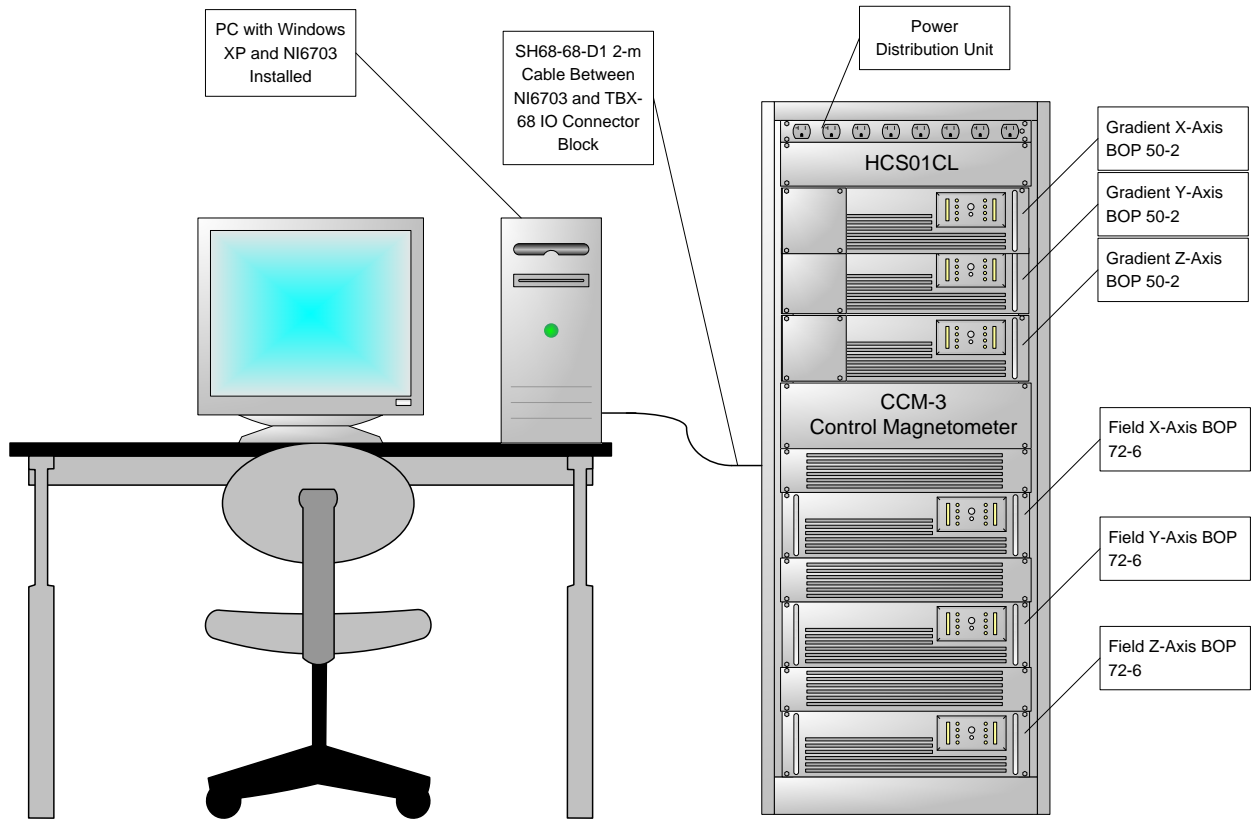 PC with Windows
XP and NI6703
Installed
SH68-68-D1 2-m
Cable Between
NI6703 and TBX-
68 IO Connector
Block
Power
Distribution Unit
HCS01CL
Gradient X-Axis
BOP 50-2
Gradient Y-Axis
BOP 50-2
Gradient Z-Axis
BOP 50-2
CCM-3
Control Magnetometer
Field X-Axis BOP
72-6
Field Y-Axis BOP
72-6
Field Z-Axis BOP
72-6